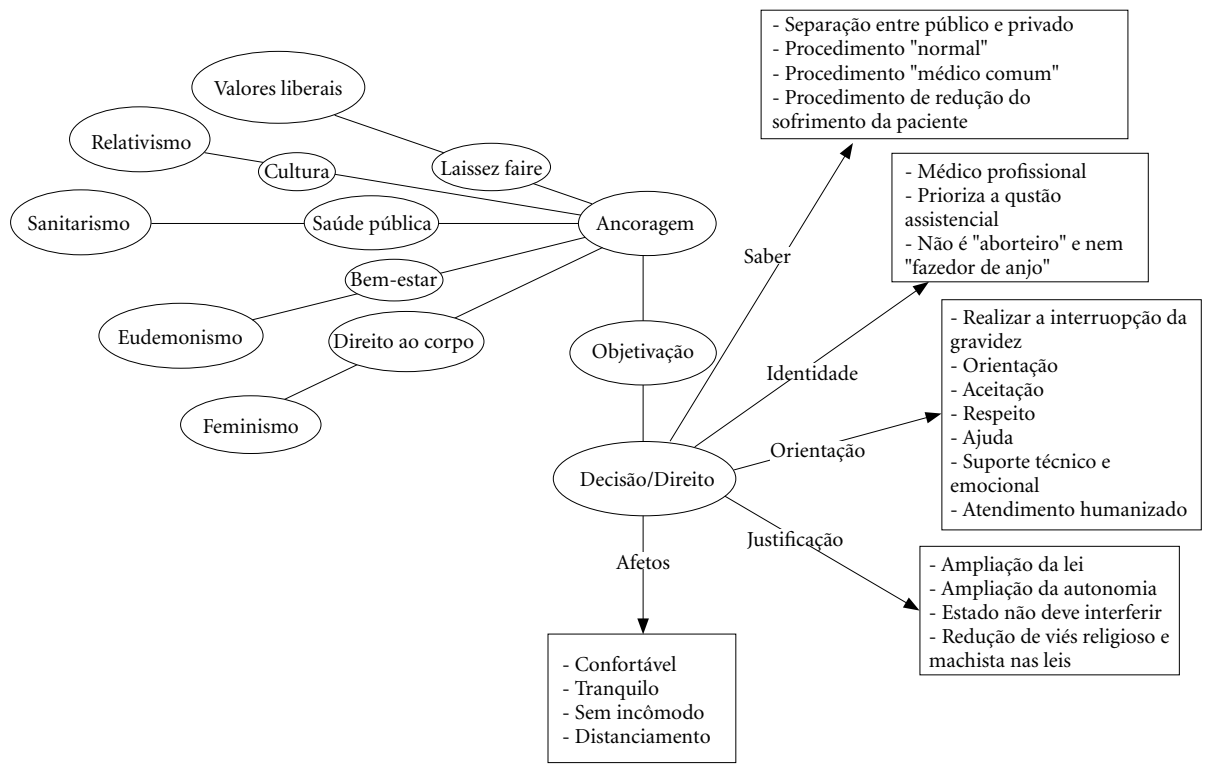 - Separação entre público e privado
- Procedimento "normal"
- Procedimento "médico comum"
- Procedimento de redução do
sofrimento da paciente
Valores liberais
Relativismo
Cultura
Laissez faire
- Médico profissional
- Prioriza a qustão
assistencial
- Não é "aborteiro" e nem
"fazedor de anjo"
Sanitarismo
Saúde pública
Ancoragem
Saber
Bem-estar
Eudemonismo
Direito ao corpo
Objetivação
Identidade
- Realizar a interruopção da
gravidez
- Orientação
- Aceitação
- Respeito
- Ajuda
- Suporte técnico e
emocional
- Atendimento humanizado
Feminismo
Orientação
Decisão/Direito
Justificação
Afetos
- Ampliação da lei
- Ampliação da autonomia
- Estado não deve interferir
- Redução de viés religioso e
machista nas leis
- Confortável
- Tranquilo
- Sem incômodo
- Distanciamento